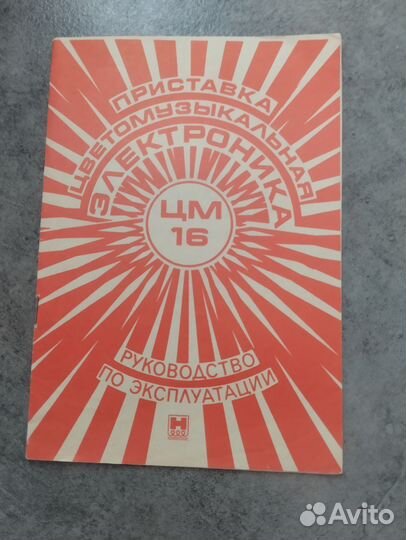 ПРИСТАВКА
ЦВЕТОМУЗЫКАЛЬНАЯ
ЭЛЕКТРОНИКА
ЦМ
16
РУКОВОДСТВО
ПО ЭКСПЛУАТАЦИИ
Avito